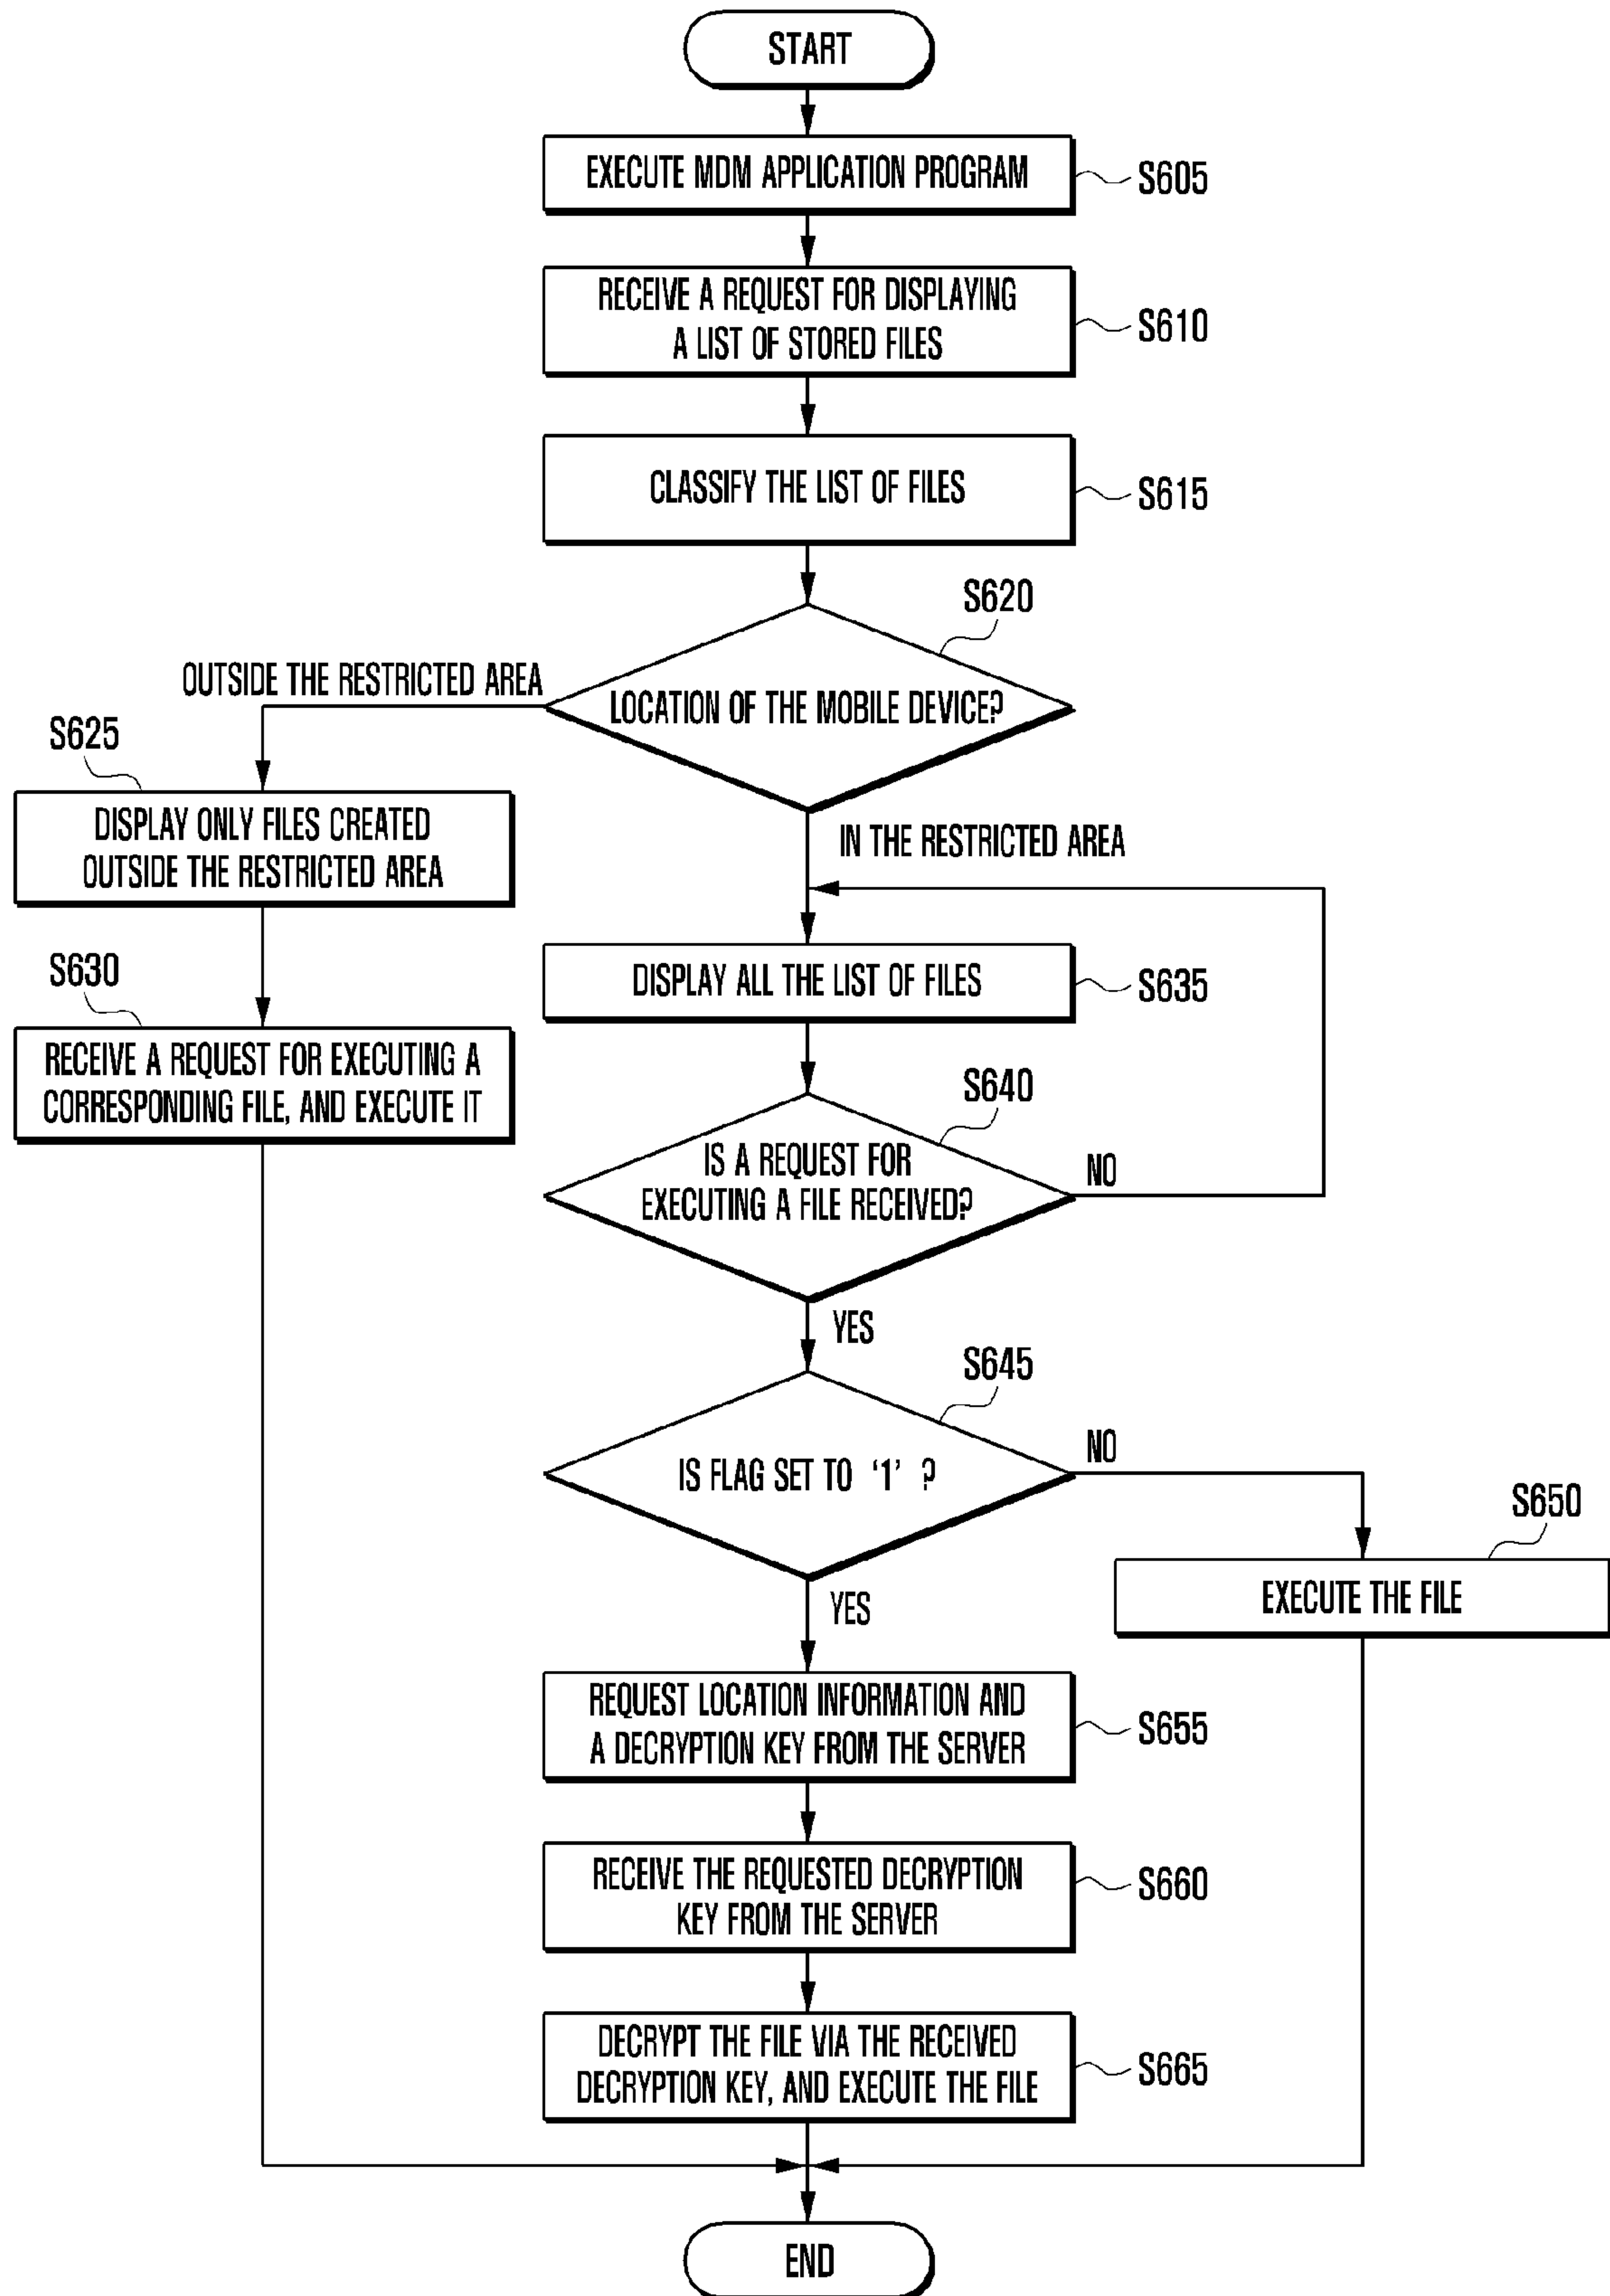 START
EXECUTE MDM APPLICATION PROGRAM
S605
RECEIVE A REQUEST FOR DISPLAYING
A LIST OF STORED FILES
S610
CLASSIFY THE LIST OF FILES
S615
S620
LOCATION OF THE MOBILE DEVICE?
OUTSIDE THE RESTRICTED AREA
S625
DISPLAY ONLY FILES CREATED
OUTSIDE THE RESTRICTED AREA
S630
RECEIVE A REQUEST FOR EXECUTING A
CORRESPONDING FILE, AND EXECUTE IT
IN THE RESTRICTED AREA
DISPLAY ALL THE LIST OF FILES
S635
S640
IS A REQUEST FOR
EXECUTING A FILE RECEIVED?
NO
YES
S645
IS FLAG SET TO '1' ?
NO
S650
EXECUTE THE FILE
YES
REQUEST LOCATION INFORMATION AND
A DECRYPTION KEY FROM THE SERVER
S655
RECEIVE THE REQUESTED DECRYPTION
KEY FROM THE SERVER
S660
DECRYPT THE FILE VIA THE RECEIVED
DECRYPTION KEY, AND EXECUTE THE FILE
S665
END